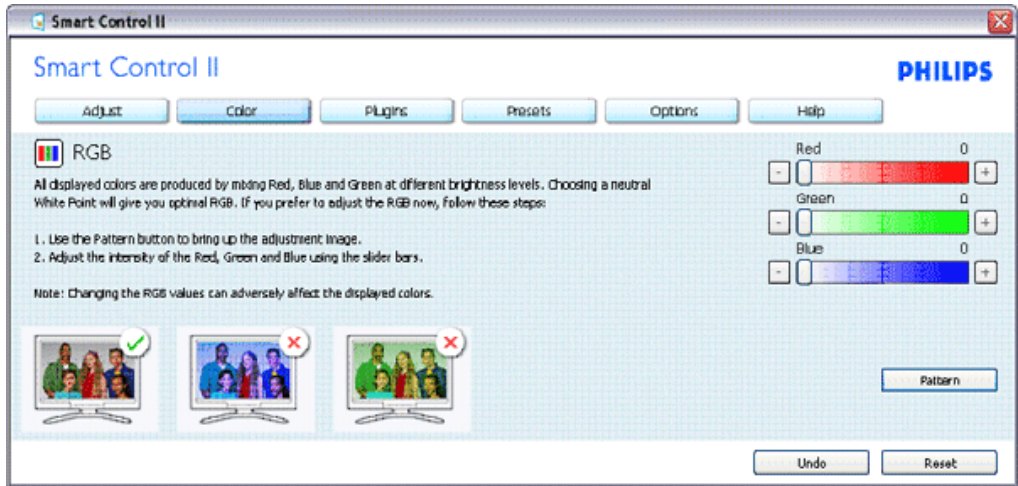 Smart Control II
Smart Control II
PHILIPS
Adjust Color Plugins Presets Options Help
RGB
All displayed colors are produced by mixing Red, Blue and Green at different brightness levels. Choosing a neutral
White Point will give you optimal RGB. If you prefer to adjust the RGB now, follow these steps:
1. Use the Pattern button to bring up the adjustment image.
2. Adjust the intensity of the Red, Green and Blue using the slider bars.
Note: Changing the RGB values can adversely affect the displayed colors.
Red 0
- +
Green 0
- +
Blue 0
- +
Pattern
Undo Reset